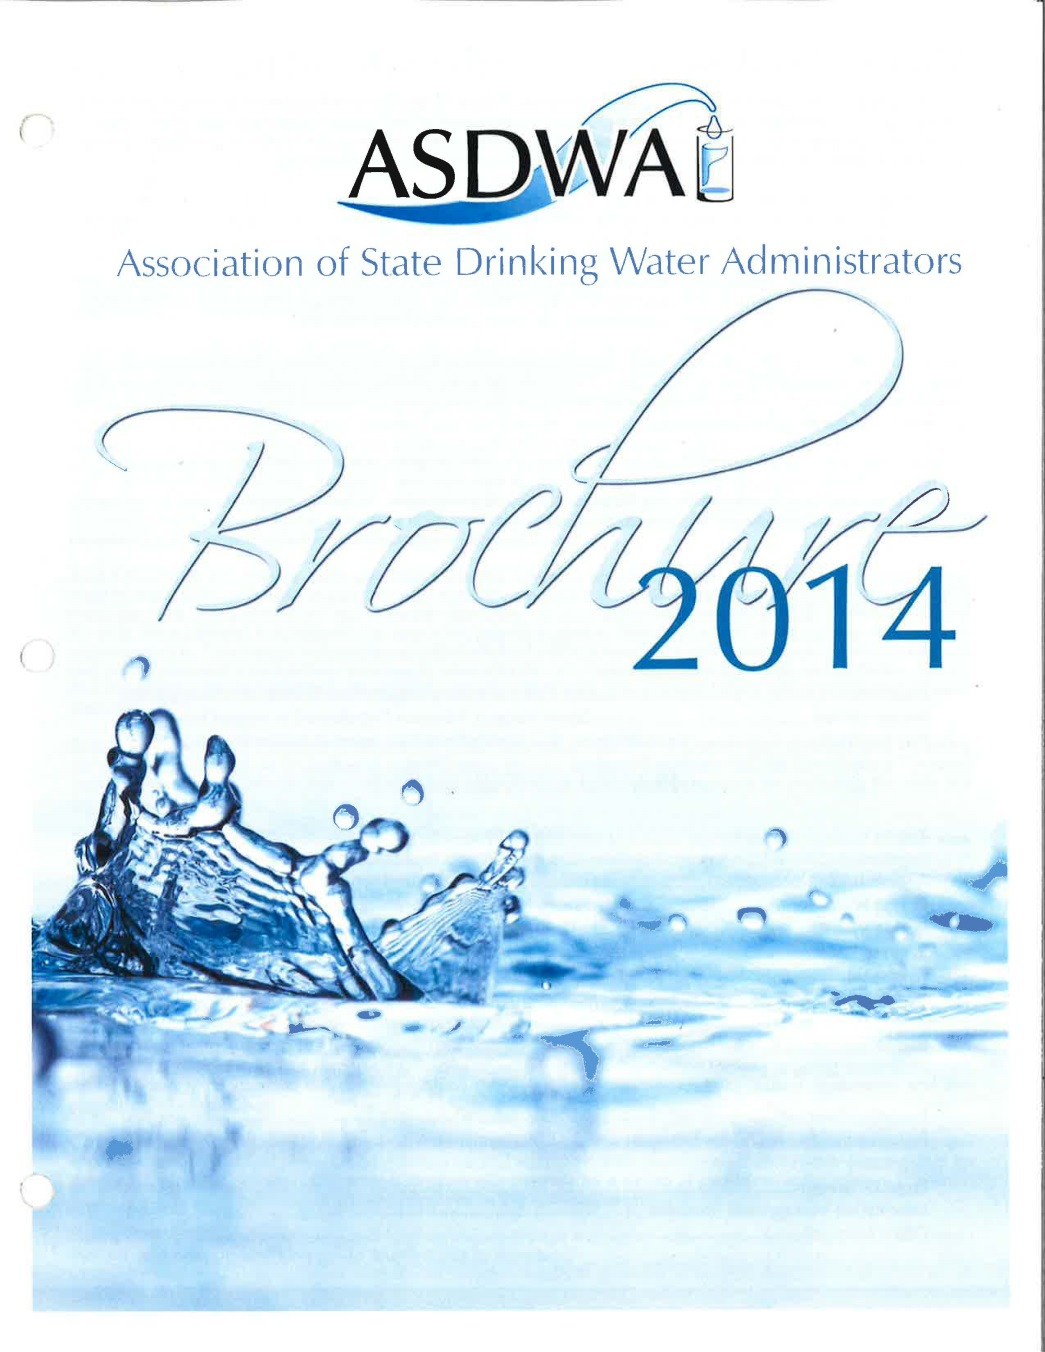 ASDWA
Association of State Drinking Water Administrators
Brochure
2014